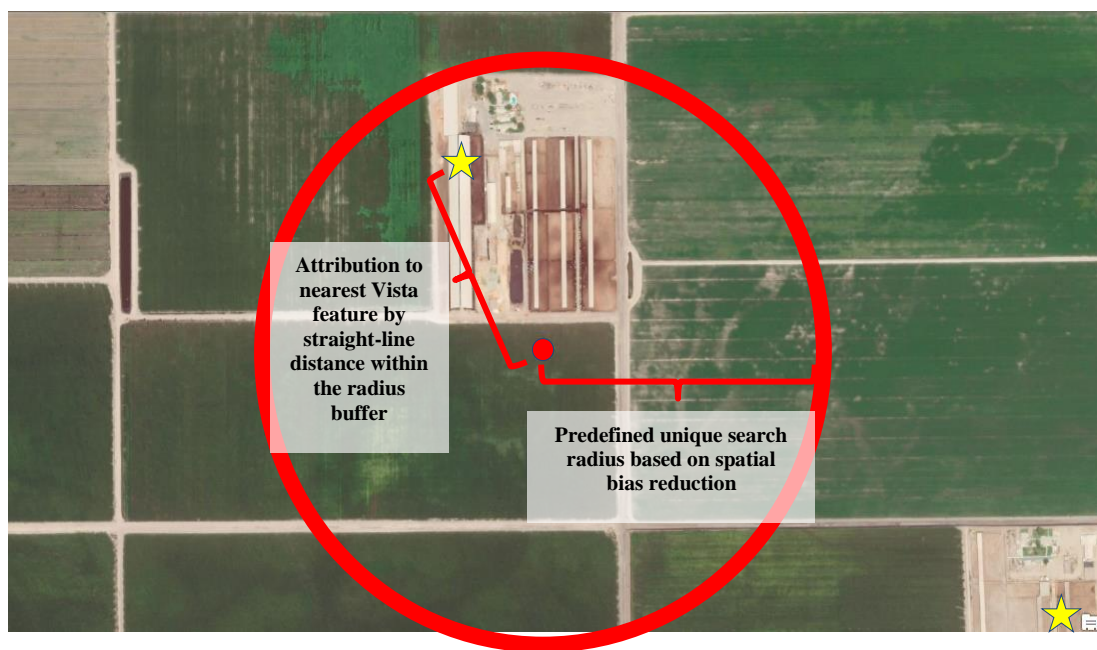 Attribution to
nearest Vista
feature by
straight-line
distance within
the radius
buffer
Predefined unique search
radius based on spatial
bias reduction